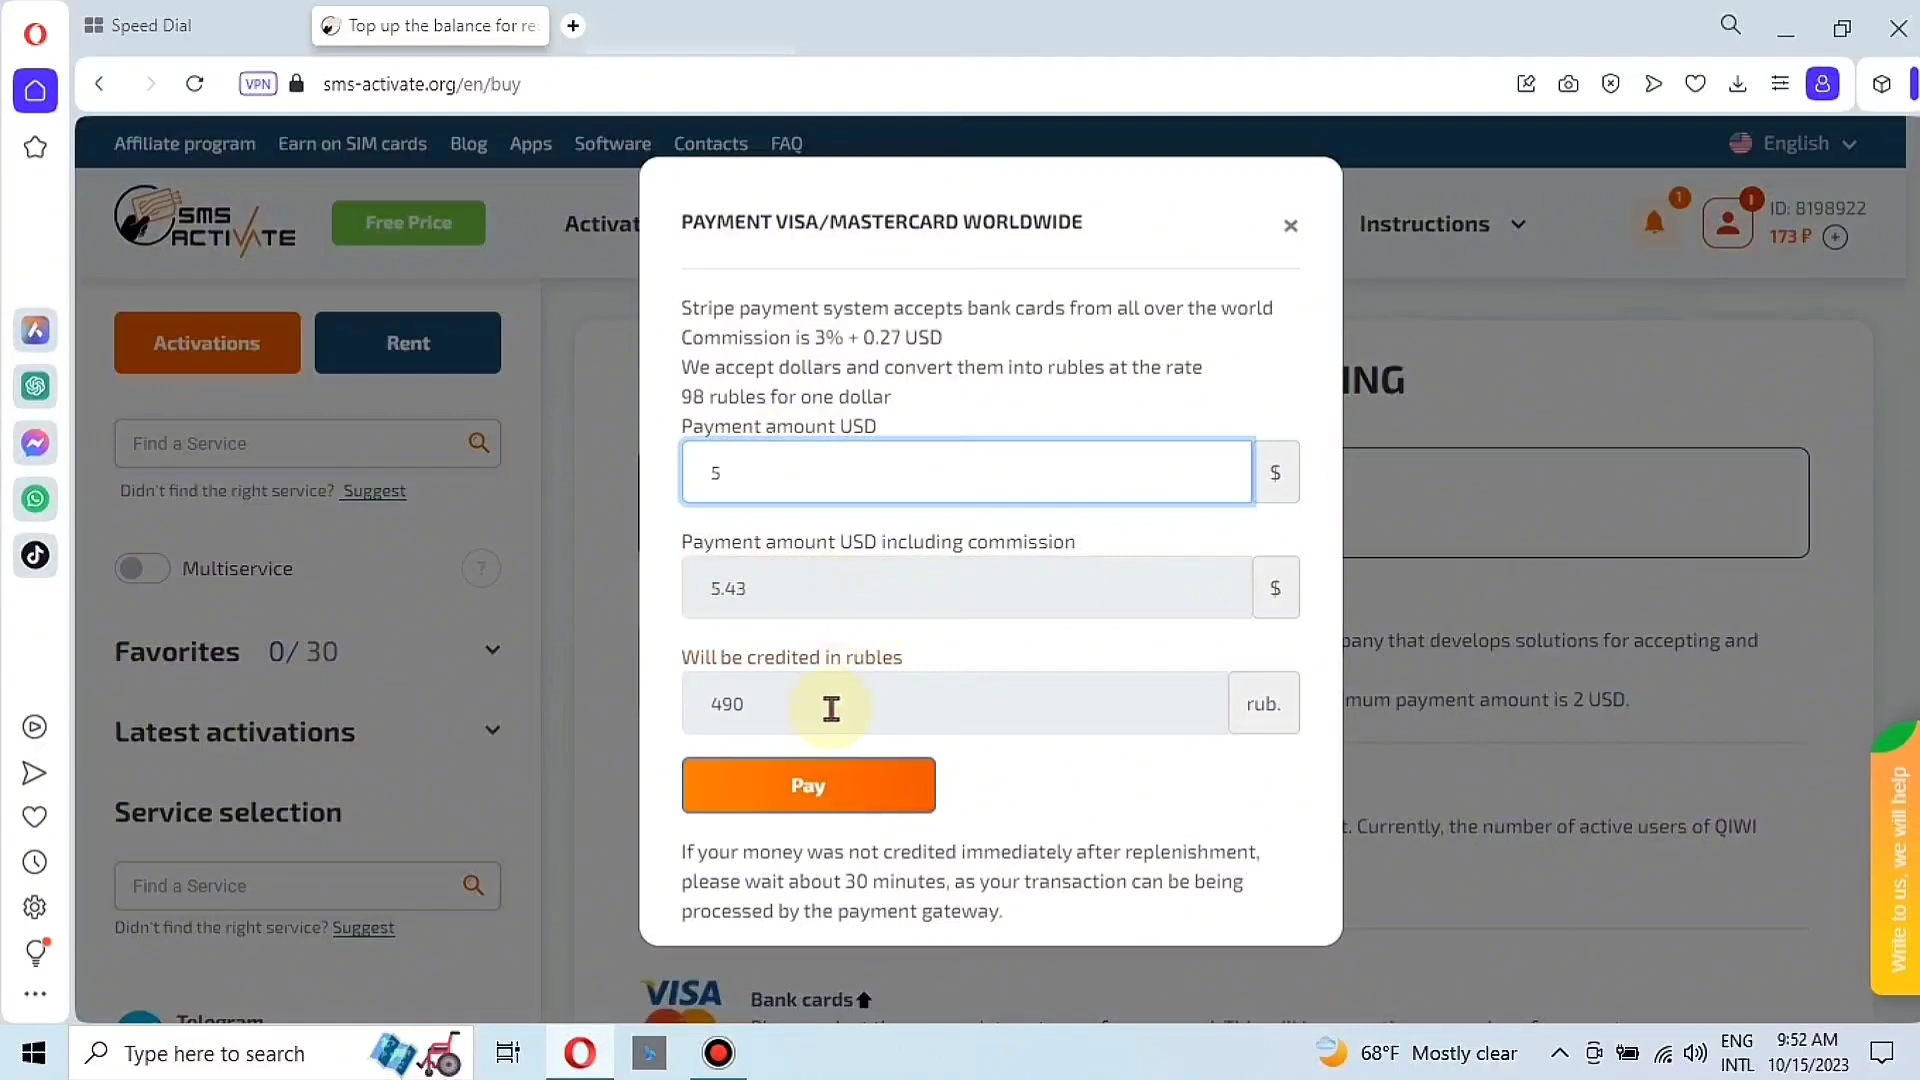 Speed Dial
Top up the balance for re
sms-activate.org/en/buy
VPN
Affiliate program Earn on SIM cards Blog Apps Software Contacts FAQ
English
SMS
ACTIVATE
Free Price
Activat
Instructions
1
!
ID: 8198922
173 ₽
PAYMENT VISA/MASTERCARD WORLDWIDE
×
Stripe payment system accepts bank cards from all over the world
Commission is 3% + 0.27 USD
We accept dollars and convert them into rubles at the rate
98 rubles for one dollar
Payment amount USD
5 $
Payment amount USD including commission
5.43 $
Will be credited in rubles
490 rub.
Pay
If your money was not credited immediately after replenishment,
please wait about 30 minutes, as your transaction can be being
processed by the payment gateway.
Activations
Rent
Find a Service
Didn't find the right service? Suggest
Multiservice ?
Favorites 0/ 30
Latest activations
Service selection
Find a Service
Didn't find the right service? Suggest
Telegram
ING
pany that develops solutions for accepting and
mum payment amount is 2 USD.
t. Currently, the number of active users of QIWI
VISA
Bank cards
Write to us, we will help
Type here to search
68°F Mostly clear
ENG
INTL
9:52 AM
10/15/2023